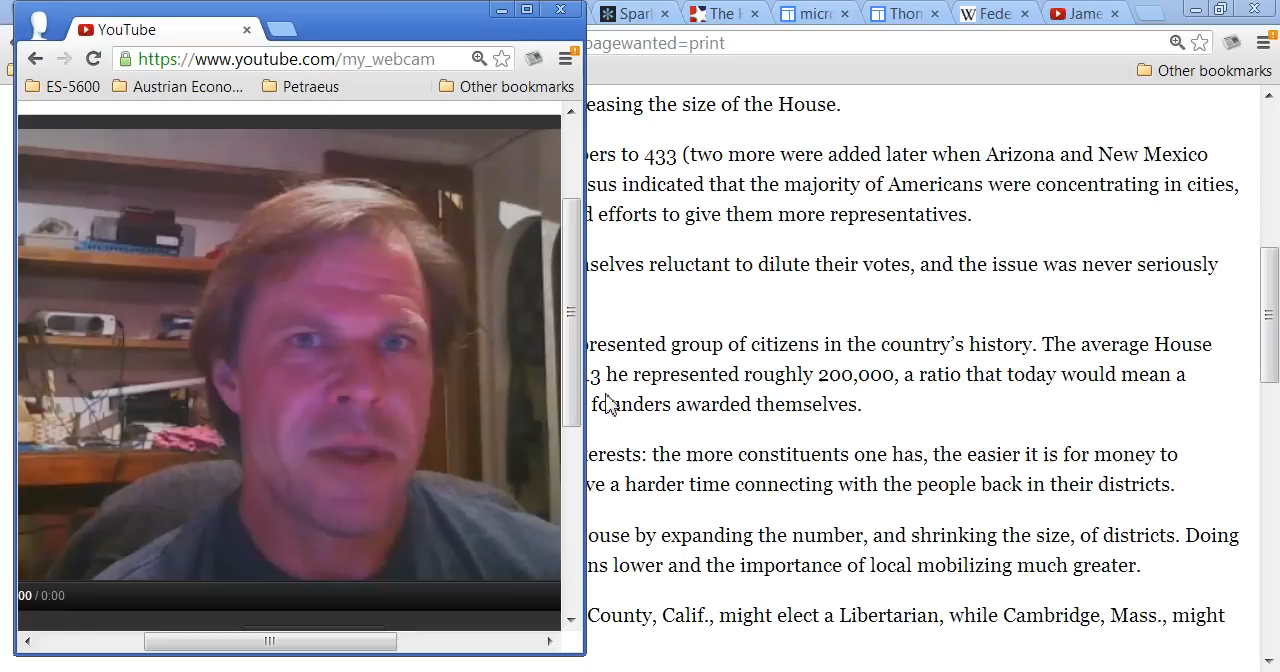 YouTube
https://www.youtube.com/my_webcam
ES-5600
Austrian Econo...
Petraeus
Other bookmarks
00 / 0:00
Spar
The H
micro
Thon
Fede
Jame
pagewanted=print
Other bookmarks
easing the size of the House.
ers to 433 (two more were added later when Arizona and New Mexico
sus indicated that the majority of Americans were concentrating in cities,
efforts to give them more representatives.
selves reluctant to dilute their votes, and the issue was never seriously
resented group of citizens in the country’s history. The average House
13 he represented roughly 200,000, a ratio that today would mean a
founders awarded themselves.
terests: the more constituents one has, the easier it is for money to
ve a harder time connecting with the people back in their districts.
ouse by expanding the number, and shrinking the size, of districts. Doing
ns lower and the importance of local mobilizing much greater.
County, Calif., might elect a Libertarian, while Cambridge, Mass., might